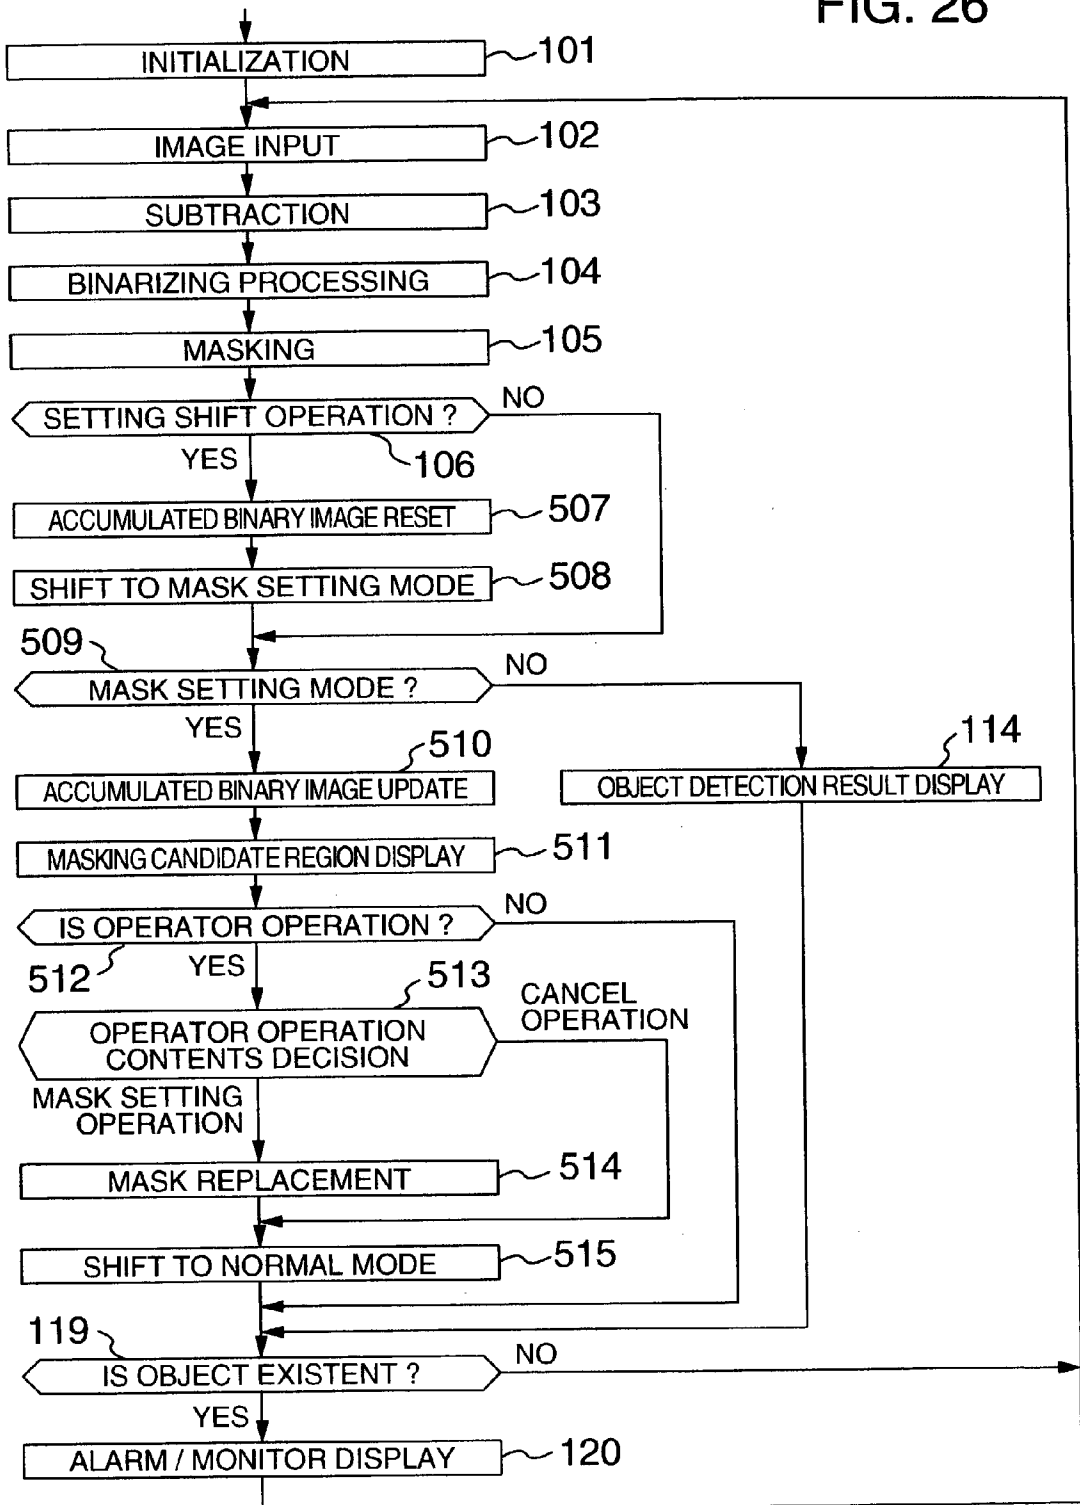 FIG. 26
INITIALIZATION
101
IMAGE INPUT
102
SUBTRACTION
103
BINARIZING PROCESSING
104
MASKING
105
SETTING SHIFT OPERATION ?
NO
YES
106
ACCUMULATED BINARY IMAGE RESET
507
SHIFT TO MASK SETTING MODE
508
509
MASK SETTING MODE ?
NO
YES
510
114
ACCUMULATED BINARY IMAGE UPDATE
OBJECT DETECTION RESULT DISPLAY
MASKING CANDIDATE REGION DISPLAY
511
IS OPERATOR OPERATION ?
NO
512
YES
513
OPERATOR OPERATION
CONTENTS DECISION
CANCEL
OPERATION
MASK SETTING
OPERATION
MASK REPLACEMENT
514
SHIFT TO NORMAL MODE
515
119
IS OBJECT EXISTENT ?
NO
YES
ALARM / MONITOR DISPLAY
120